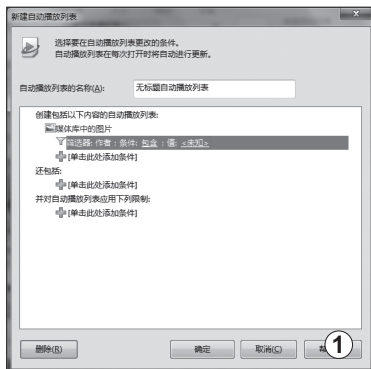 新建自动播放列表
选择要在自动播放列表更改的条件。
自动播放列表在每次打开时将自动进行更新。
自动播放列表的名称(A):
无标题自动播放列表
创建包括以下内容的自动播放列表:
媒体库中的图片
筛选器: 作者 : 条件: 包含 : 值: <未知>
[单击此处添加条件]
还包括:
[单击此处添加条件]
并对自动播放列表应用下列限制:
[单击此处添加条件]
删除(R)
确定
取消(C)
1